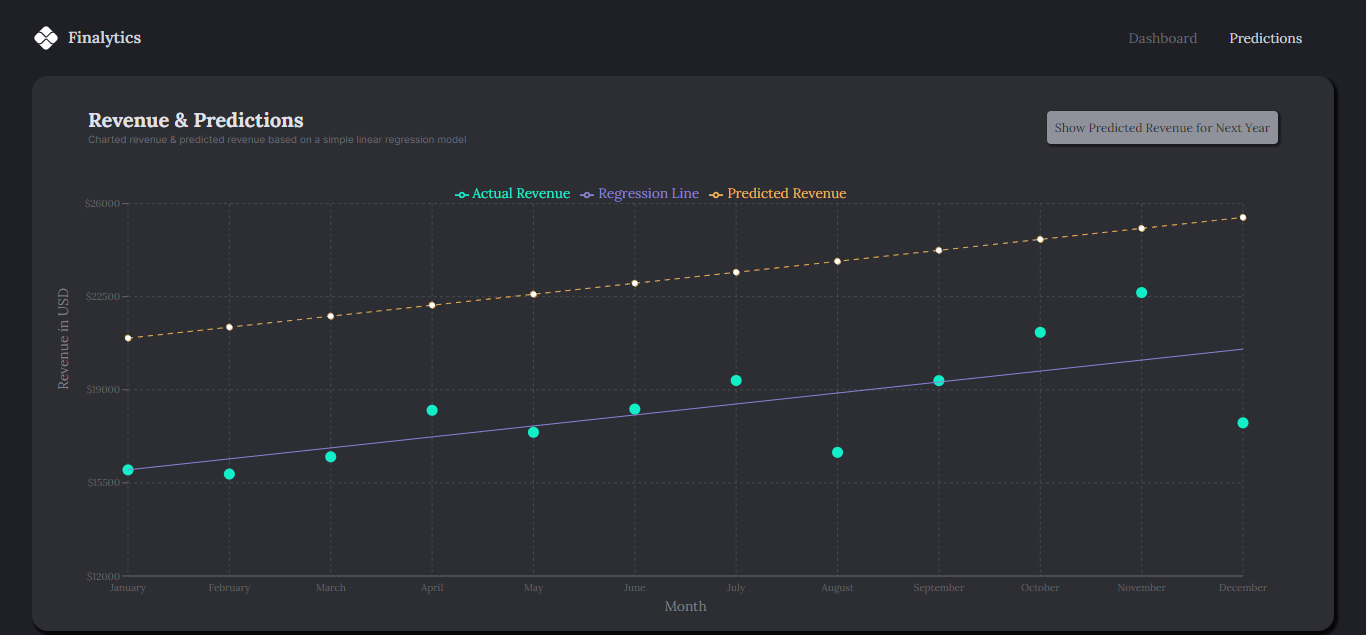 Finalytics
Dashboard Predictions
Revenue & Predictions
Charted revenue & predicted revenue based on a simple linear regression model
Show Predicted Revenue for Next Year
Actual Revenue Regression Line Predicted Revenue
$26000
$22500
$19000
$15500
$12000
Revenue in USD
January February March April May June July August September October November December
Month